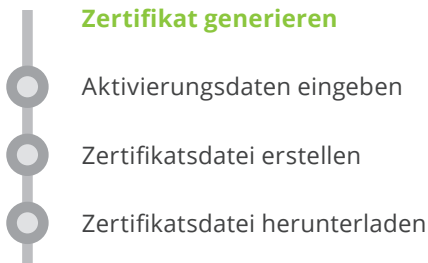 Zertifikat generieren
Aktivierungsdaten eingeben
Zertifikatsdatei erstellen
Zertifikatsdatei herunterladen